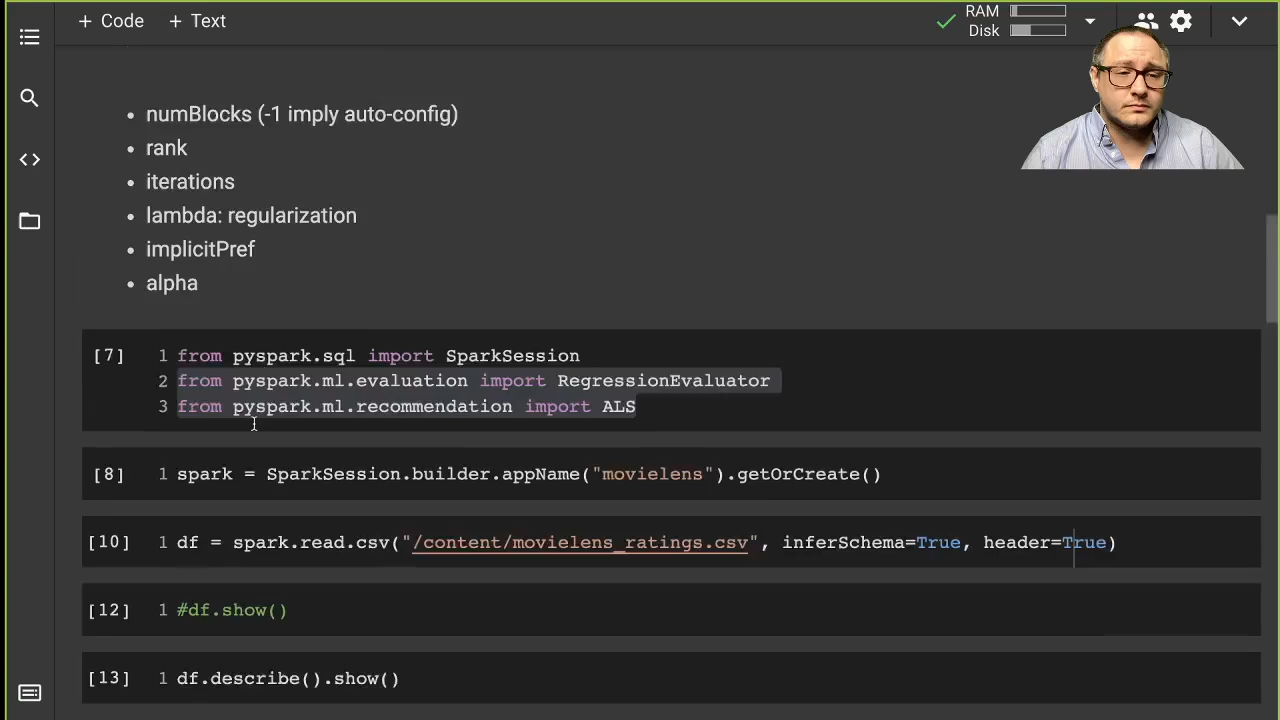 + Code + Text
RAM
Disk
numBlocks (-1 imply auto-config)
rank
iterations
lambda: regularization
implicitPref
alpha
[7] 1 from pyspark.sql import SparkSession
2 from pyspark.ml.evaluation import RegressionEvaluator
3 from pyspark.ml.recommendation import ALS
[8] 1 spark = SparkSession.builder.appName("movielens").getOrCreate()
[10] 1 df = spark.read.csv("/content/movielens_ratings.csv", inferSchema=True, header=True)
[12] 1 #df.show()
[13] 1 df.describe().show()